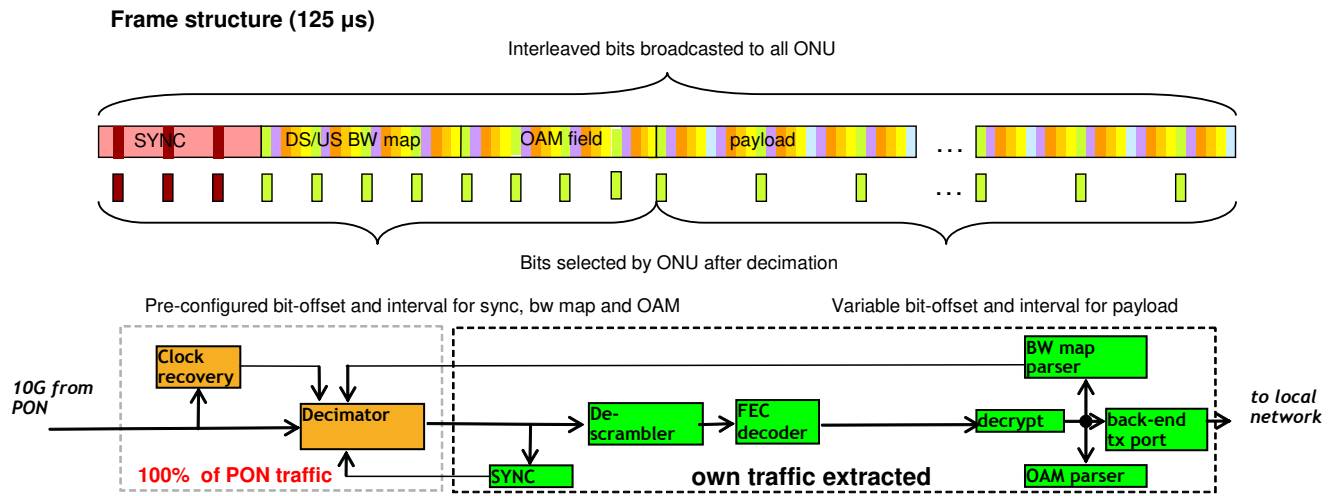 Frame structure (125 µs)
Interleaved bits broadcasted to all ONU
SYNC DS/US BW map OAM field payload ...
...
Bits selected by ONU after decimation
Pre-configured bit-offset and interval for sync, bw map and OAM
Variable bit-offset and interval for payload
10G from
PON
Clock
recovery
Decimator
100% of PON traffic
SYNC
De-
scrambler
FEC
decoder
own traffic extracted
decrypt
BW map
parser
back-end
tx port
OAM parser
to local
network